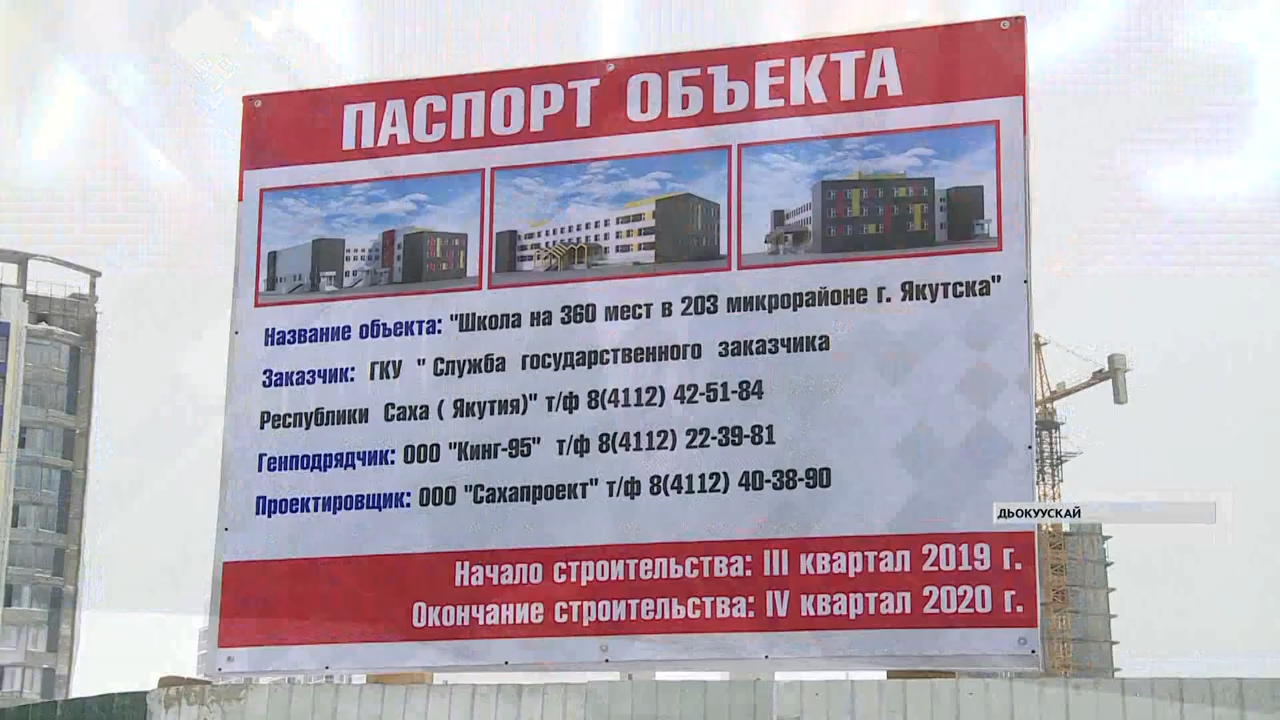 ПАСПОРТ ОБЪЕКТА
Название объекта: "Школа на 360 мест в 203 микрорайоне г. Якутска"
Заказчик: ГКУ " Служба государственного заказчика
Республики Саха ( Якутия)" т/ф 8(4112) 42-51-84
Генподрядчик: ООО "Кинг-95" т/ф 8(4112) 22-39-81
Проектировщик: ООО "Сахапроект" т/ф 8(4112) 40-38-90
ДЬОКУУСКАЙ
Начало строительства: III квартал 2019 г.
Окончание строительства: IV квартал 2020 г.